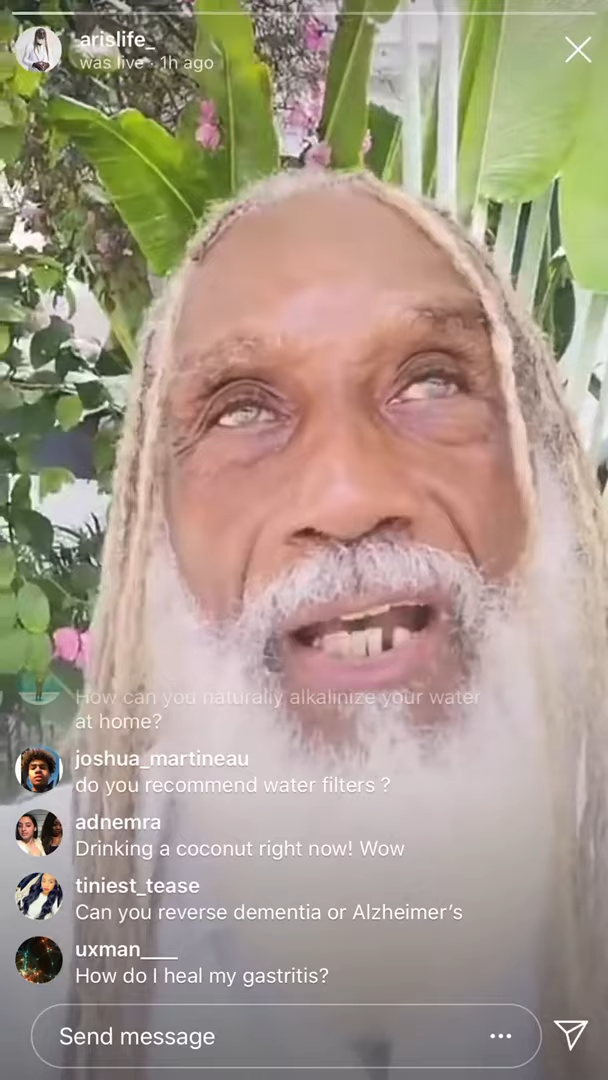 arislife_
was live · 1h ago
How can you naturally alkalinize your water
at home?
joshua_martineau
do you recommend water filters ?
adnemra
Drinking a coconut right now! Wow
tiniest_tease
Can you reverse dementia or Alzheimer’s
uxman____
How do I heal my gastritis?
Send message